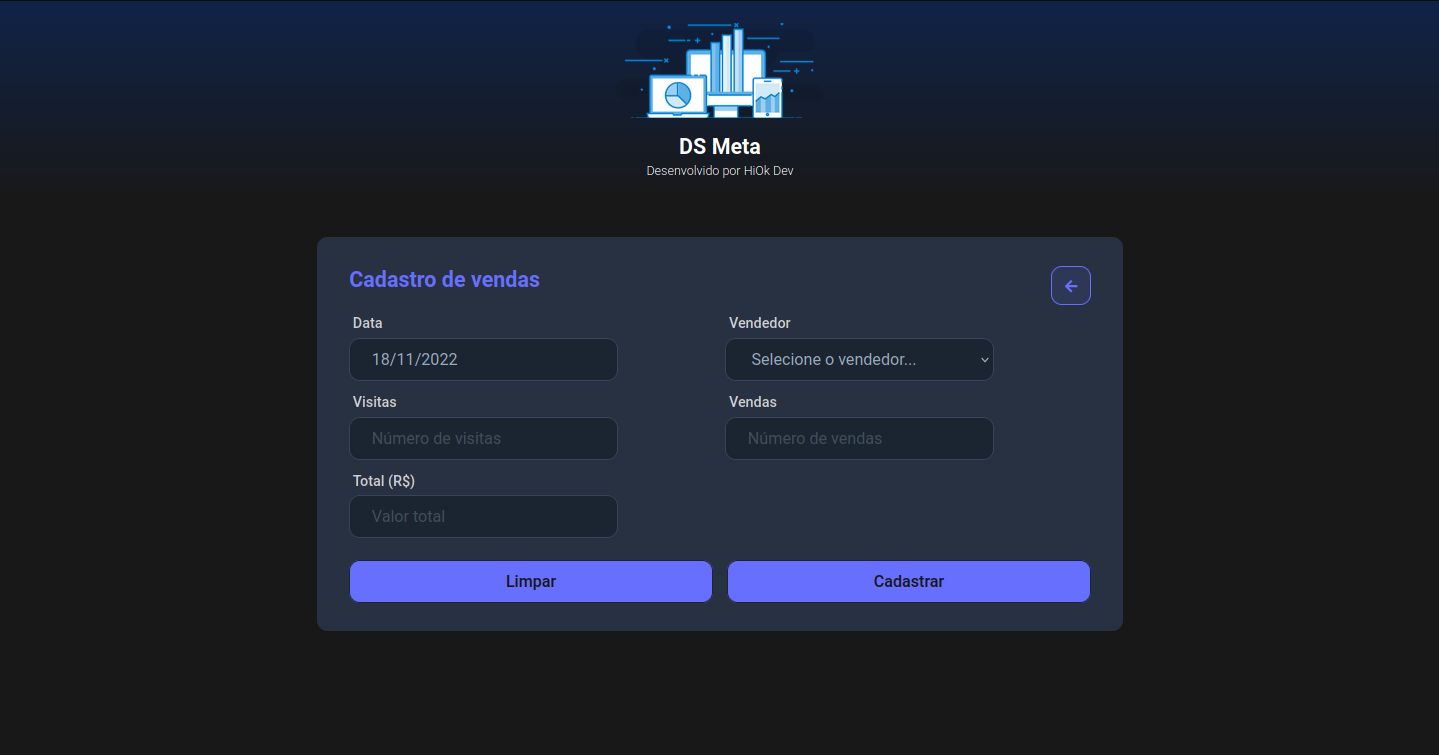 DS Meta
Desenvolvido por HiOk Dev
Cadastro de vendas
Data
Vendedor
18/11/2022
Selecione o vendedor...
Visitas
Vendas
Número de visitas
Número de vendas
Total (R$)
Valor total
Limpar
Cadastrar